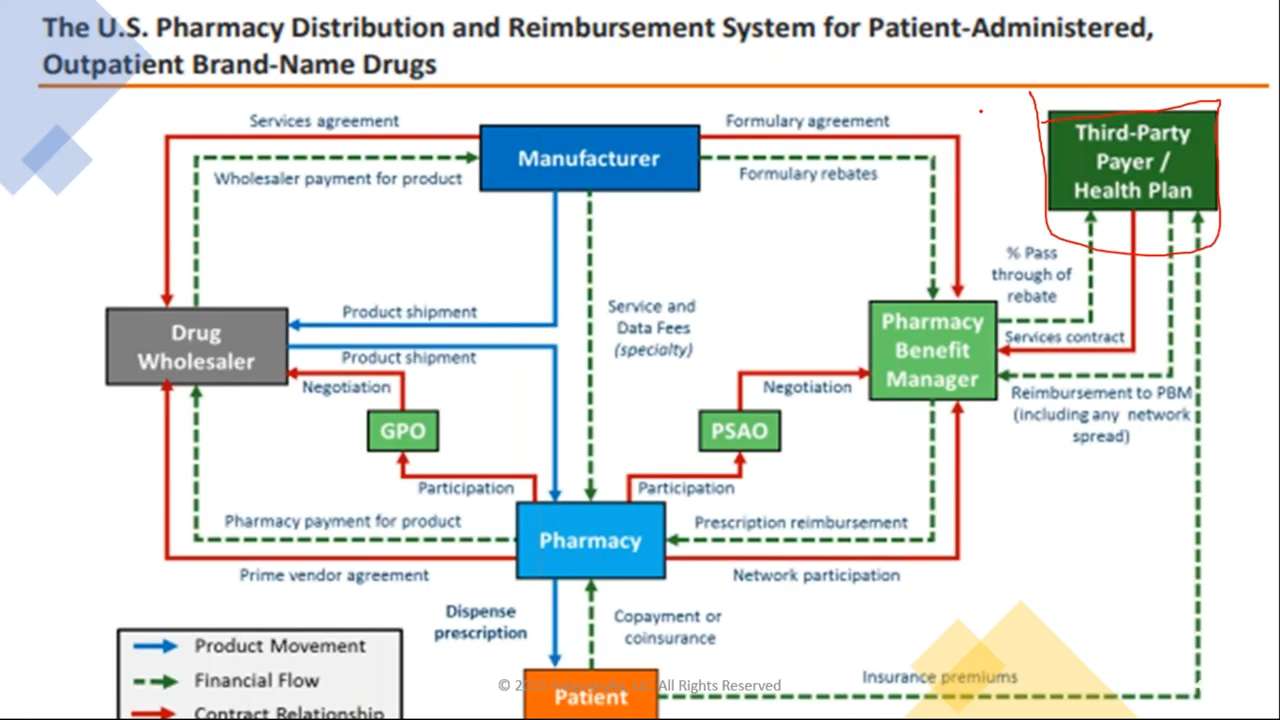 The U.S. Pharmacy Distribution and Reimbursement System for Patient-Administered,
Outpatient Brand-Name Drugs
Services agreement
Manufacturer
Formulary agreement
Wholesaler payment for product
Formulary rebates
Third-Party
Payer /
Health Plan
% Pass
through of
rebate
Product shipment
Service and
Data Fees
(specialty)
Drug
Wholesaler
Pharmacy
Benefit
Manager
Services contract
Product shipment
Negotiation
Negotiation
Reimbursement to PBM
(including any network
spread)
GPO
PSAO
Participation
Participation
Pharmacy payment for product
Pharmacy
Prescription reimbursement
Prime vendor agreement
Network participation
Dispense
prescription
Copayment or
coinsurance
Product Movement
Financial Flow
Contract Relationship
Patient
Insurance premiums
All Rights Reserved